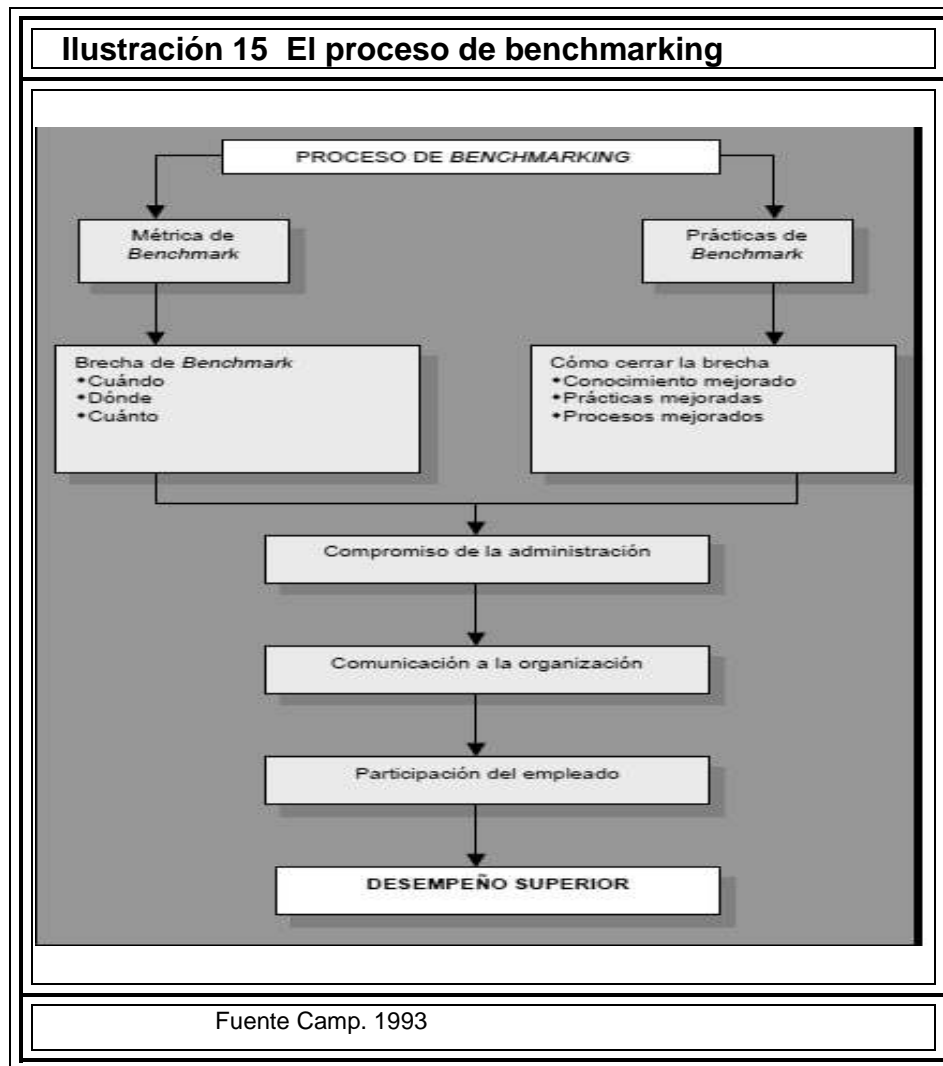 Ilustración 15 El proceso de benchmarking
PROCESO DE BENCHMARKING
Métrica de
Benchmark
Prácticas de
Benchmark
Brecha de Benchmark
•Cuándo
•Dónde
•Cuánto
Cómo cerrar la brecha
•Conocimiento mejorado
•Prácticas mejoradas
•Procesos mejorados
Compromiso de la administración
Comunicación a la organización
Participación del empleado
DESEMPEÑO SUPERIOR
Fuente Camp. 1993